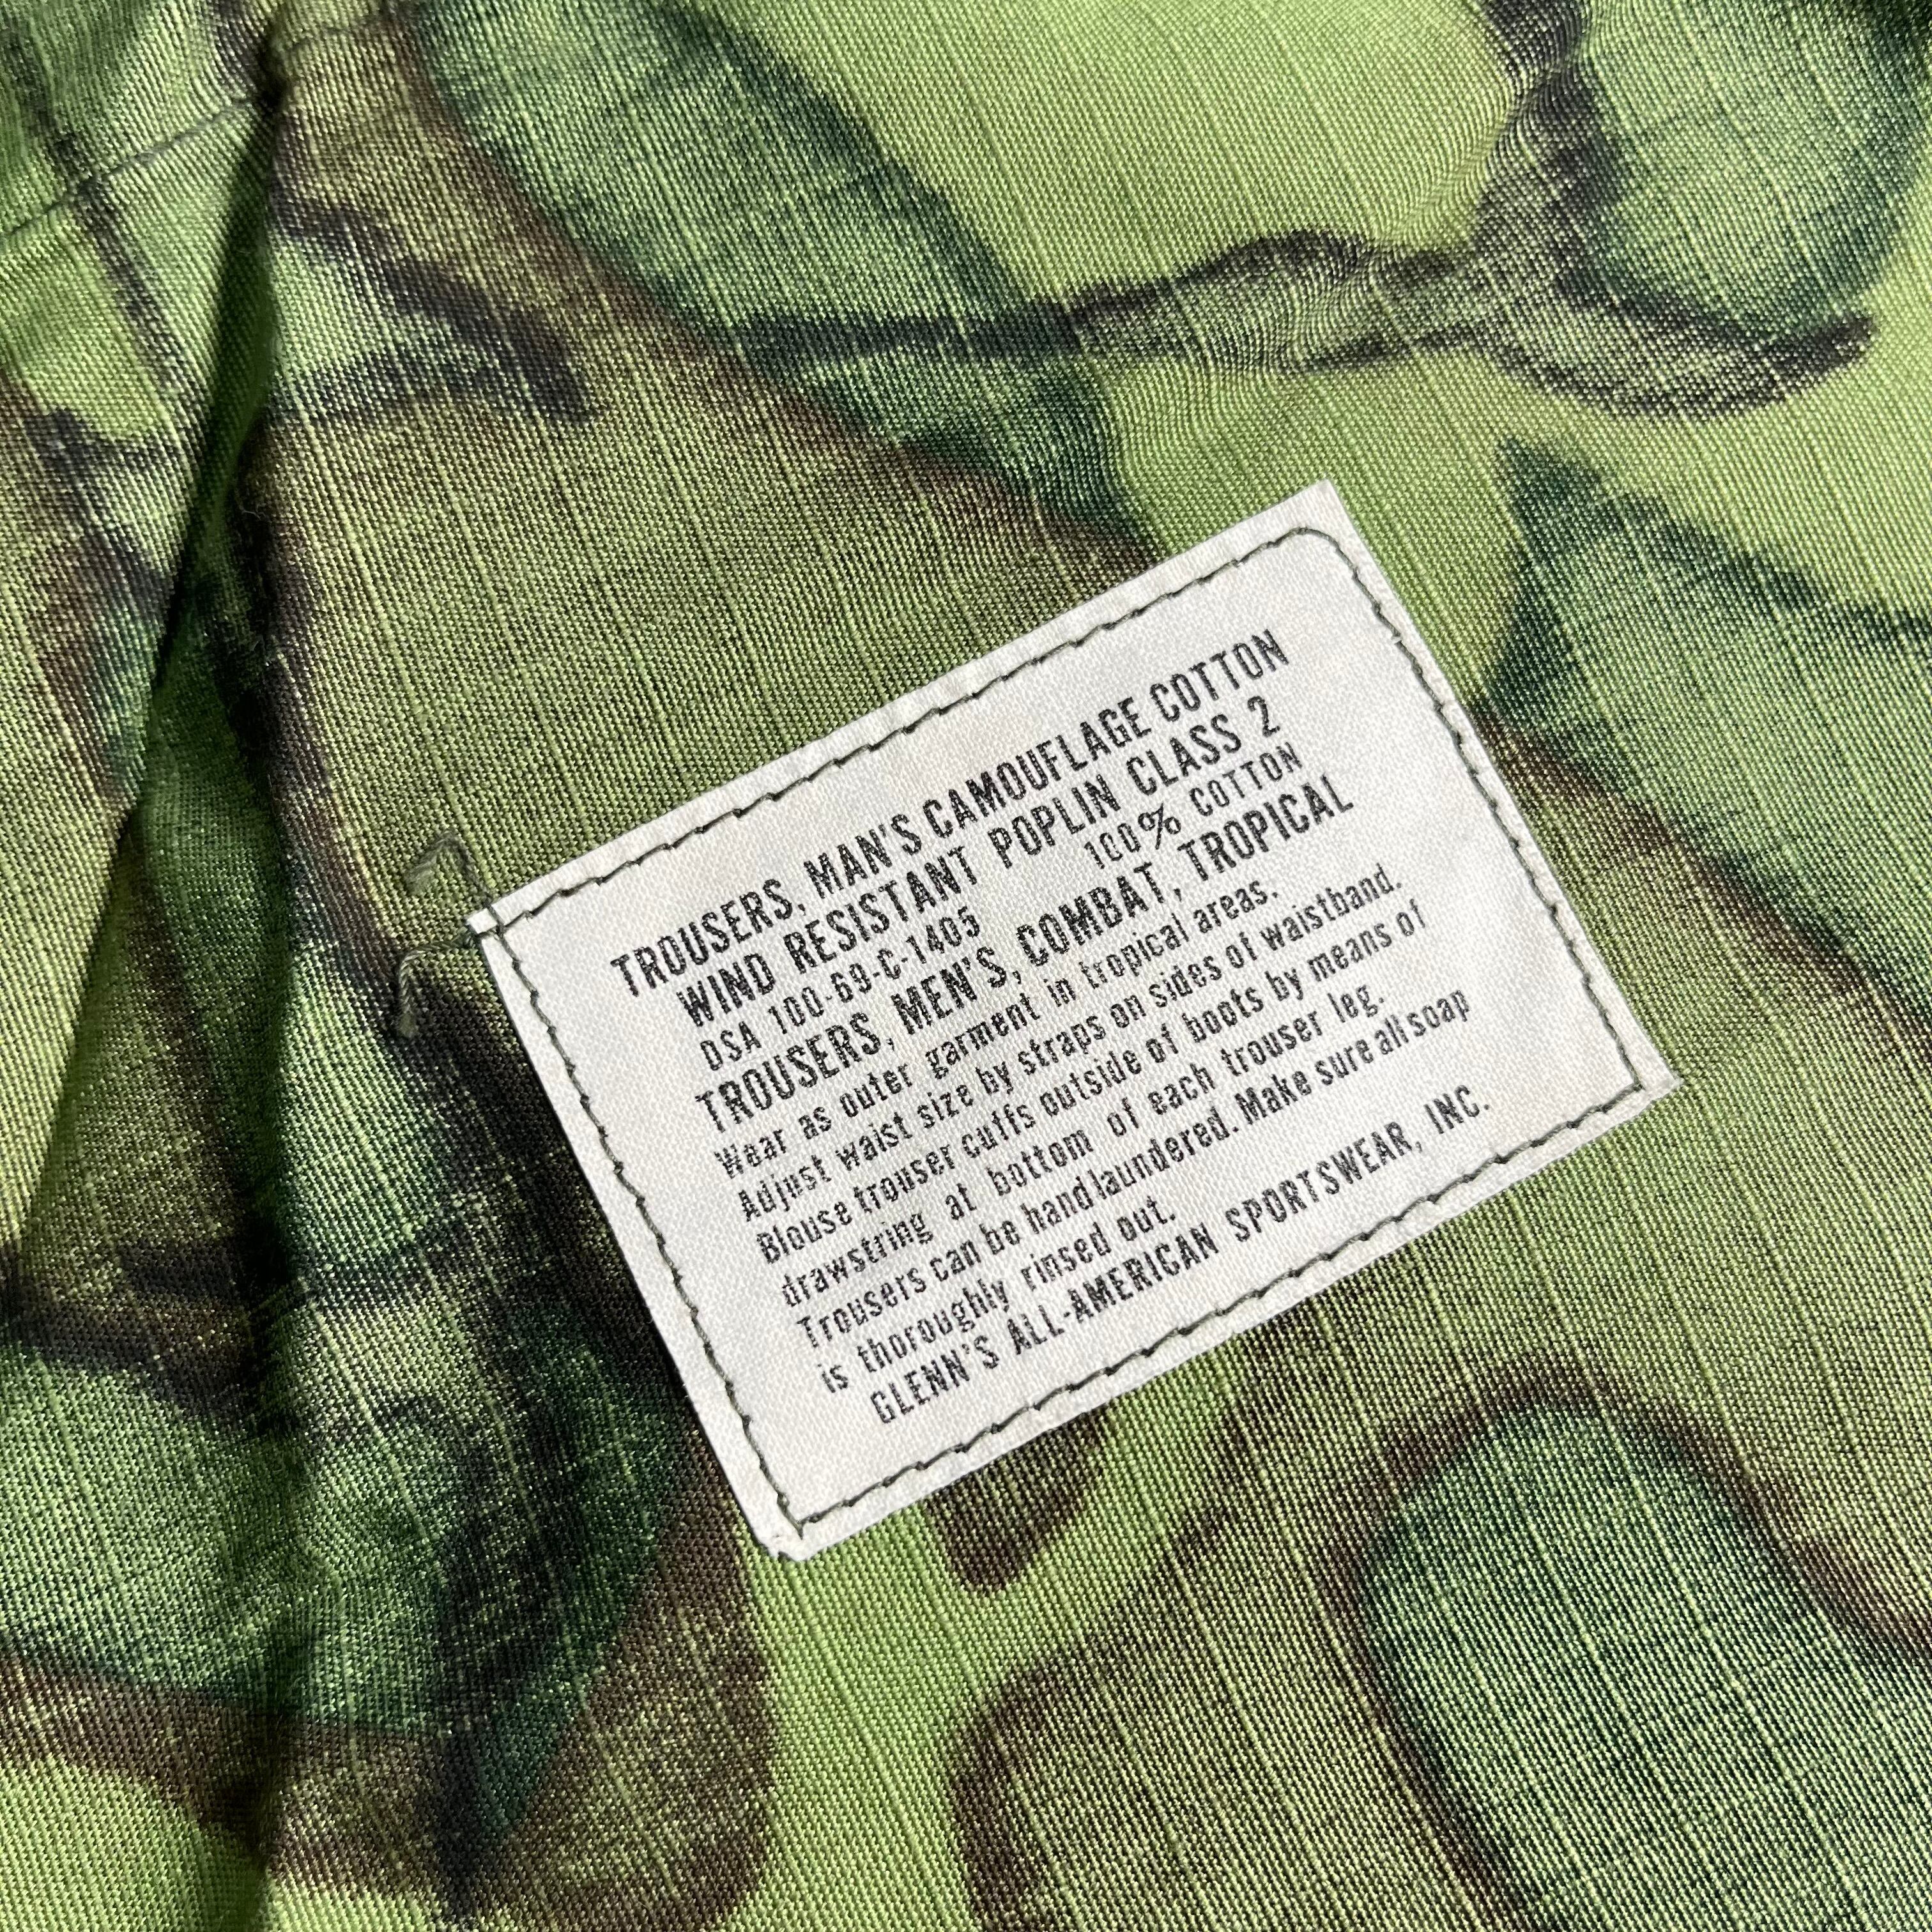 TROUSERS, MAN'S CAMOUFLAGE COTTON
WIND RESISTANT POPLIN CLASS 2
DSA 100-69-C-1405 100% COTTON
TROUSERS, MEN'S, COMBAT, TROPICAL
Wear as outer garment in tropical areas.
Adjust waist size by straps on sides of waistband.
Blouse trouser cuffs outside of boots by means of
drawstring at bottom of each trouser leg.
Trousers can be hand laundered. Make sure all soap
is thoroughly rinsed out.
GLENN'S ALL-AMERICAN SPORTSWEAR, INC.